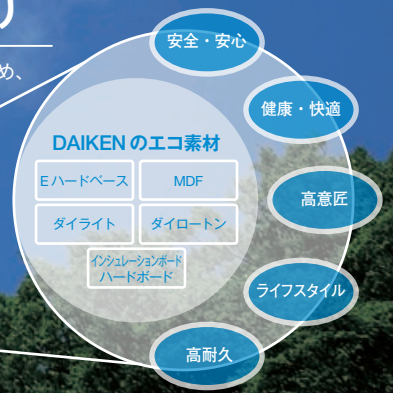 め、
安全・安心
健康・快適
DAIKENのエコ素材
Eハードベース
MDF
高意匠
ダイライト
ダイロートン
インシュレーションボード
ハードボード
ライフスタイル
高耐久